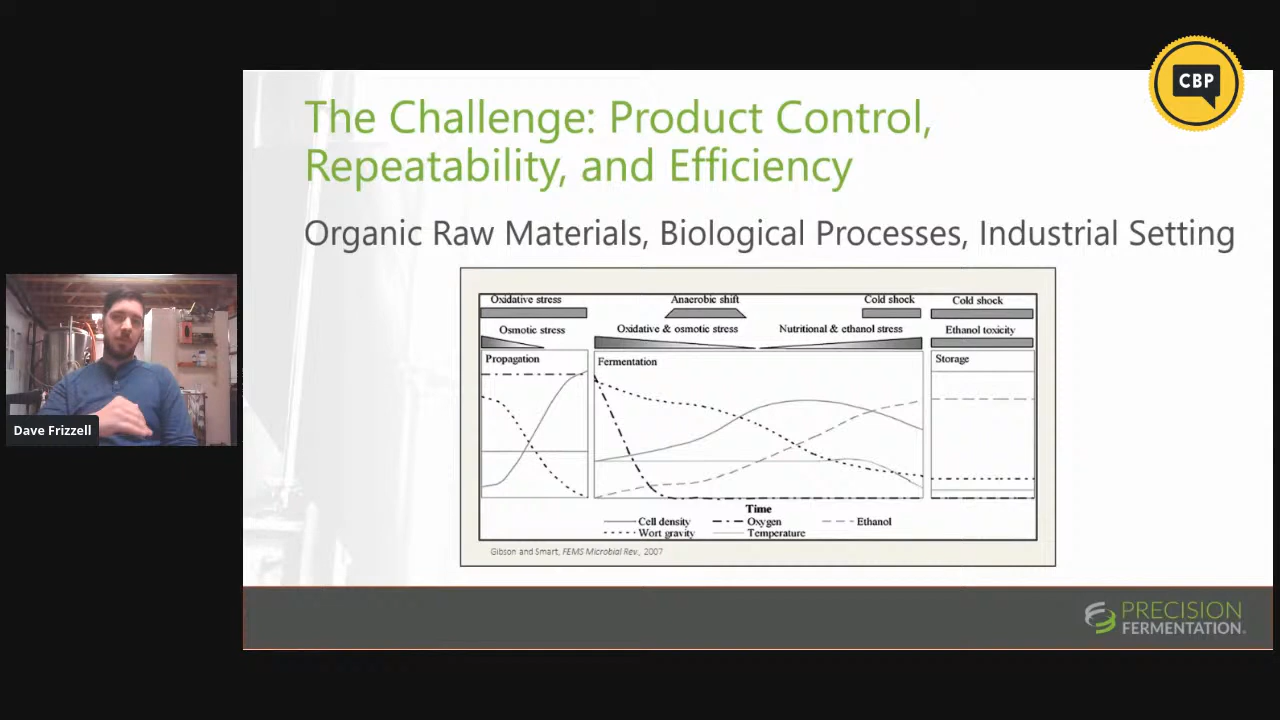 CBP
The Challenge: Product Control,
Repeatability, and Efficiency
Organic Raw Materials, Biological Processes, Industrial Setting
Oxidative stress
Anaerobic shift
Cold shock
Cold shock
Osmotic stress
Oxidative & osmotic stress
Nutritional & ethanol stress
Ethanol toxicity
Propagation
Fermentation
Storage
Time
Cell density
Oxygen
Ethanol
Wort gravity
Temperature
Gibson and Smart, FEMS Microbial Rev., 2007
Dave Frizzell
PRECISION
FERMENTATION®